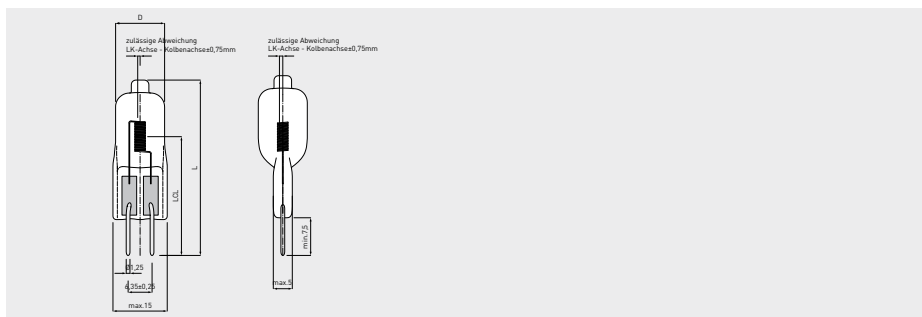 D
zulässige Abweichung
LK-Achse - Kolbenachse±0,75mm
zulässige Abweichung
LK-Achse - Kolbenachse±0,75mm
L
LCL
min.7,5
Ø1,25
6,35±0,25
max.5
max.15